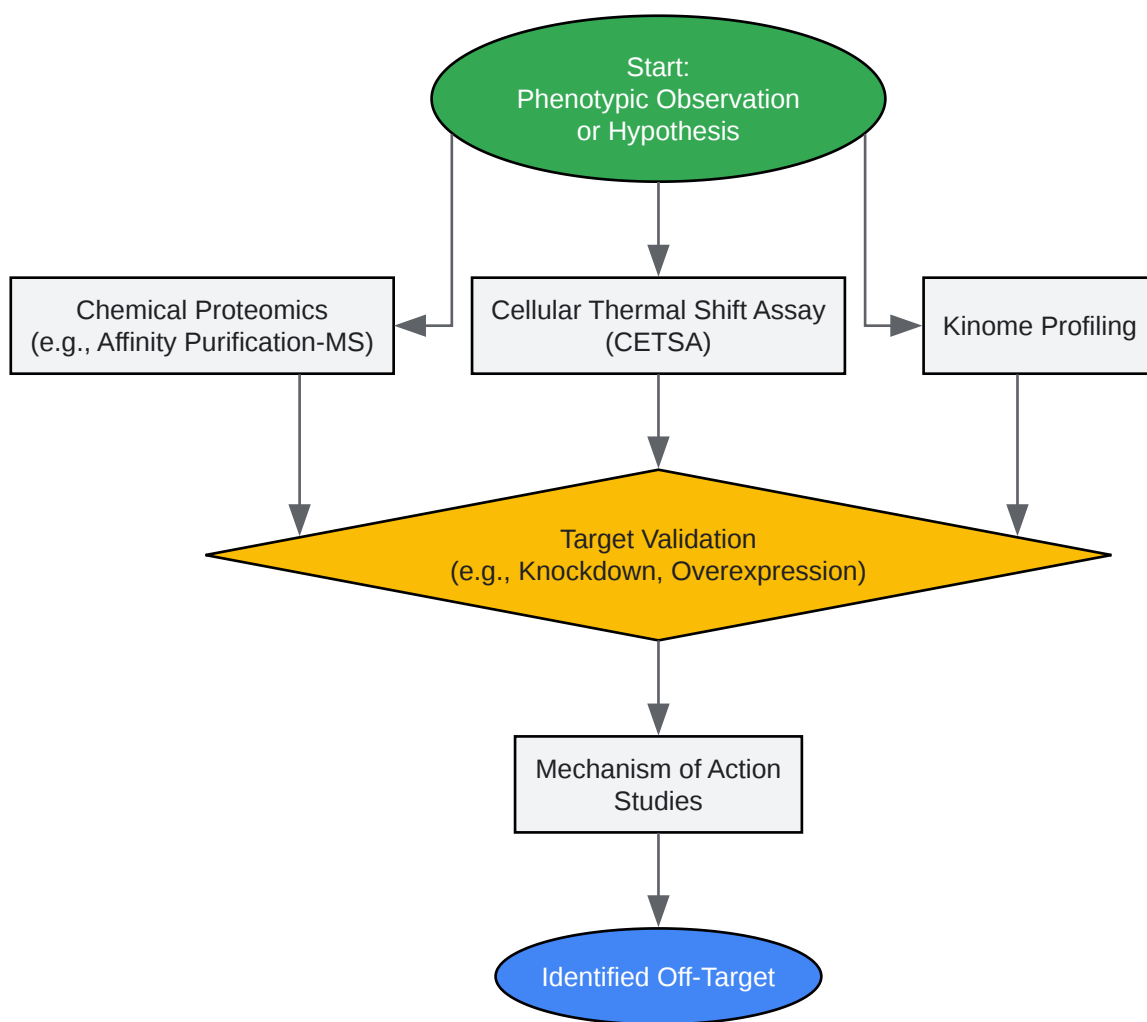 Start:
Phenotypic Observation
or Hypothesis
Chemical Proteomics
(e.g., Affinity Purification-MS)
Cellular Thermal Shift Assay
(CETSA)
Kinome Profiling
Target Validation
(e.g., Knockdown, Overexpression)
Mechanism of Action
Studies
Identified Off-Target